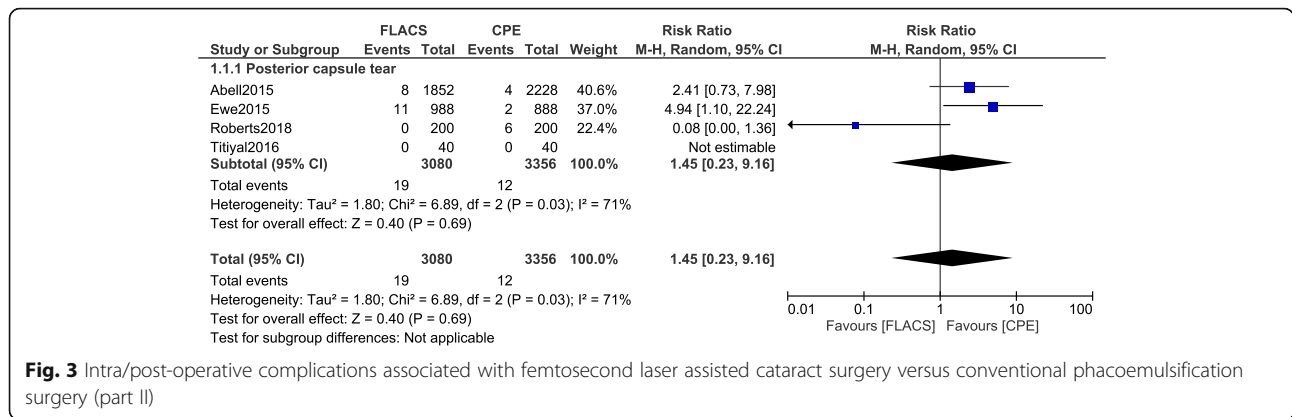 FLACS CPE Risk Ratio Risk Ratio
Study or Subgroup Events Total Events Total Weight M-H, Random, 95% CI M-H, Random, 95% CI
1.1.1 Posterior capsule tear
Abell2015 8 1852 4 2228 40.6% 2.41 [0.73, 7.98]
Ewe2015 11 988 2 888 37.0% 4.94 [1.10, 22.24]
Roberts2018 0 200 6 200 22.4% 0.08 [0.00, 1.36]
Titiyal2016 0 40 0 40 Not estimable
Subtotal (95% CI) 3080 3356 100.0% 1.45 [0.23, 9.16]
Total events 19 12
Heterogeneity: Tau² = 1.80; Chi² = 6.89, df = 2 (P = 0.03); I² = 71%
Test for overall effect: Z = 0.40 (P = 0.69)
Total (95% CI) 3080 3356 100.0% 1.45 [0.23, 9.16]
Total events 19 12
Heterogeneity: Tau² = 1.80; Chi² = 6.89, df = 2 (P = 0.03); I² = 71%
Test for overall effect: Z = 0.40 (P = 0.69)
Test for subgroup differences: Not applicable
0.01 0.1 1 10 100
Favours [FLACS] Favours [CPE]
Fig. 3 Intra/post-operative complications associated with femtosecond laser assisted cataract surgery versus conventional phacoemulsification
surgery (part II)